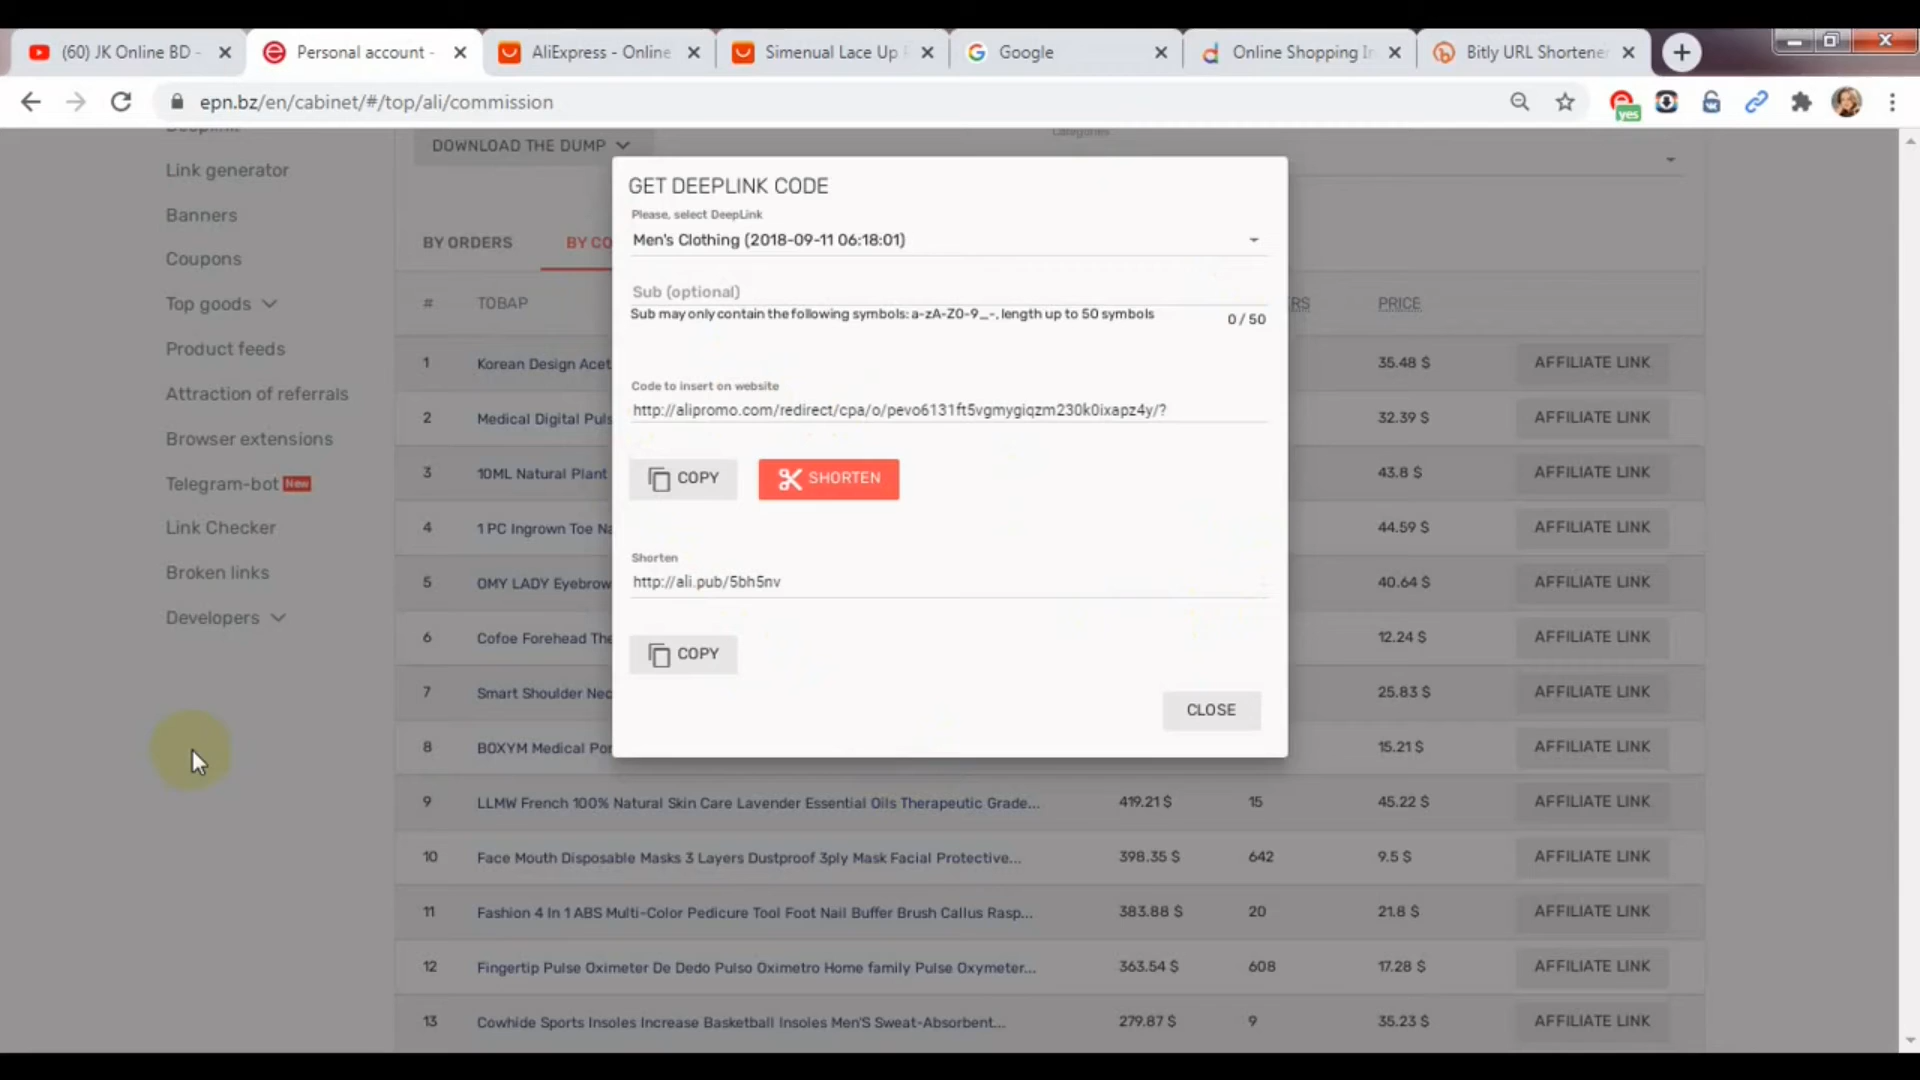 (60) JK Online BD -
Personal account -
AliExpress - Online
Simenual Lace Up
Google
Online Shopping In
Bitly URL Shortener
epn.bz/en/cabinet/#/top/ali/commission
yes
Deeplink
Link generator
Banners
Coupons
Top goods
Product feeds
Attraction of referrals
Browser extensions
Telegram-bot New
Link Checker
Broken links
Developers
DOWNLOAD THE DUMP
Categories
BY ORDERS
BY CO
GET DEEPLINK CODE
Please, select DeepLink
Men's Clothing (2018-09-11 06:18:01)
Sub (optional)
Sub may only contain the following symbols: a-zA-Z0-9_-, length up to 50 symbols
0 / 50
Code to insert on website
http://alipromo.com/redirect/cpa/o/pevo6131ft5vgmygiqzm230k0ixapz4y/?
COPY
SHORTEN
Shorten
http://ali.pub/5bh5nv
COPY
CLOSE
# TOBAP RS PRICE
1 Korean Design Acet 35.48 $ AFFILIATE LINK
2 Medical Digital Puls 32.39 $ AFFILIATE LINK
3 10ML Natural Plant 43.8 $ AFFILIATE LINK
4 1 PC Ingrown Toe Na 44.59 $ AFFILIATE LINK
5 OMY LADY Eyebrow 40.64 $ AFFILIATE LINK
6 Cofoe Forehead The 12.24 $ AFFILIATE LINK
7 Smart Shoulder Nec 25.83 $ AFFILIATE LINK
8 BOXYM Medical Por 15.21 $ AFFILIATE LINK
9 LLMW French 100% Natural Skin Care Lavender Essential Oils Therapeutic Grade... 419.21 $ 15 45.22 $ AFFILIATE LINK
10 Face Mouth Disposable Masks 3 Layers Dustproof 3ply Mask Facial Protective... 398.35 $ 642 9.5 $ AFFILIATE LINK
11 Fashion 4 In 1 ABS Multi-Color Pedicure Tool Foot Nail Buffer Brush Callus Rasp... 383.88 $ 20 21.8 $ AFFILIATE LINK
12 Fingertip Pulse Oximeter De Dedo Pulso Oximetro Home family Pulse Oxymeter... 363.54 $ 608 17.28 $ AFFILIATE LINK
13 Cowhide Sports Insoles Increase Basketball Insoles Men'S Sweat-Absorbent... 279.87 $ 9 35.23 $ AFFILIATE LINK